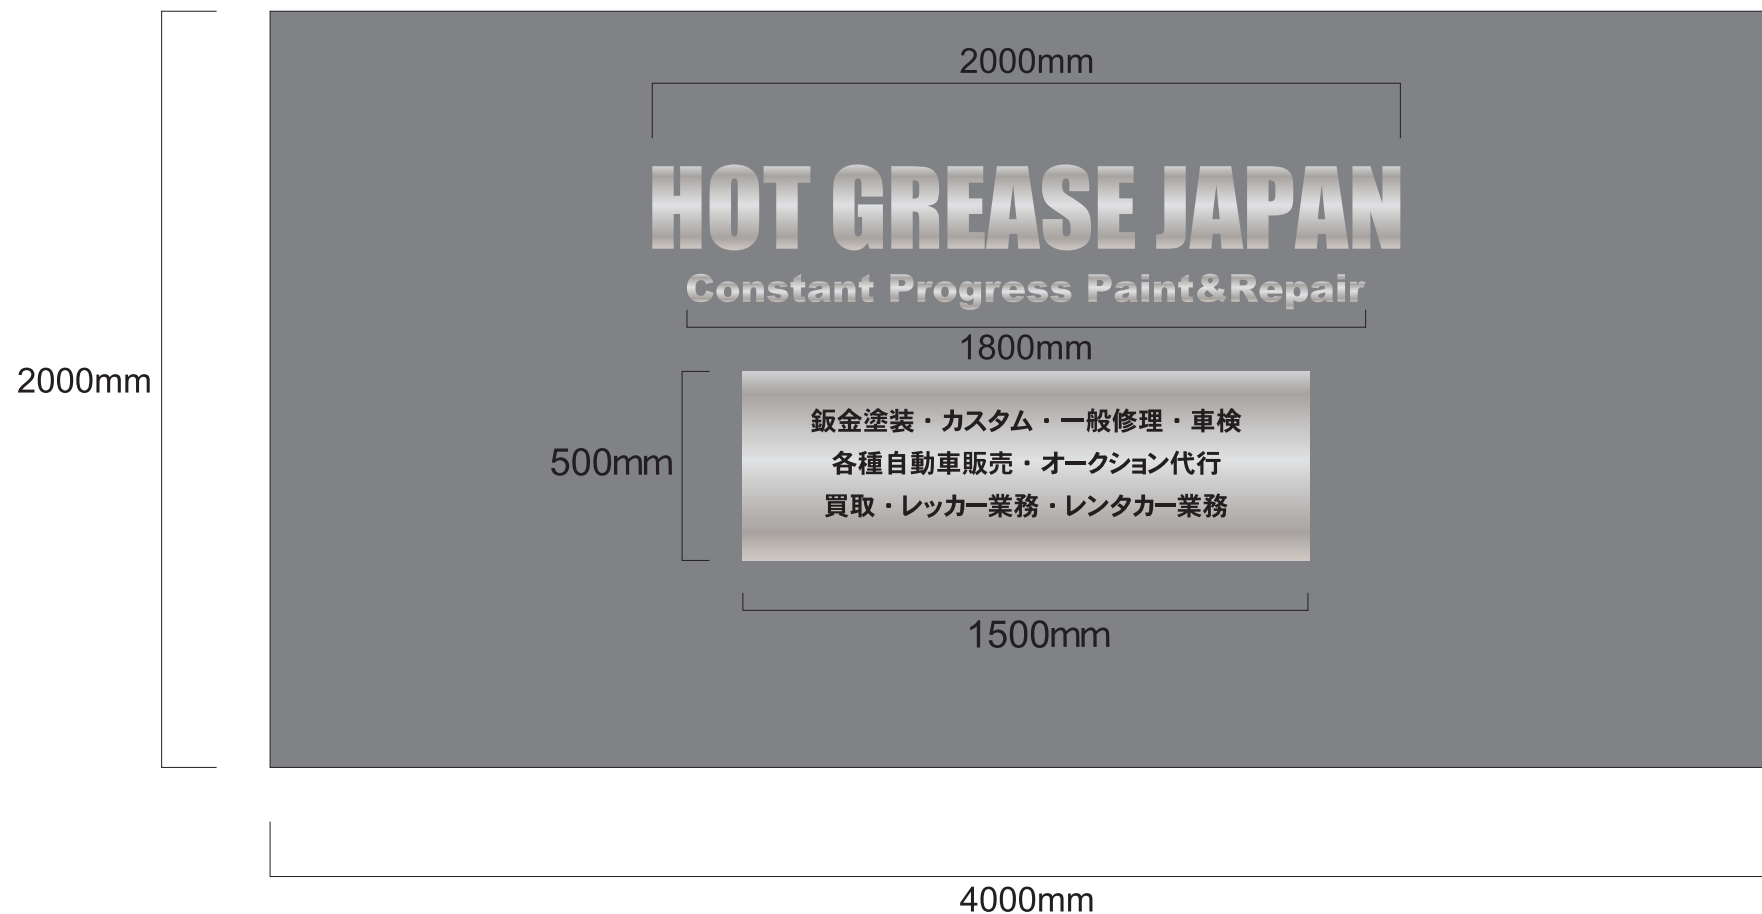 2000mm
HOT GREASE JAPAN
Constant Progress Paint&Repair
1800mm
2000mm
500mm
鈑金塗装・カスタム・一般修理・車検
各種自動車販売・オークション代行
買取・レッカー業務・レンタカー業務
1500mm
4000mm